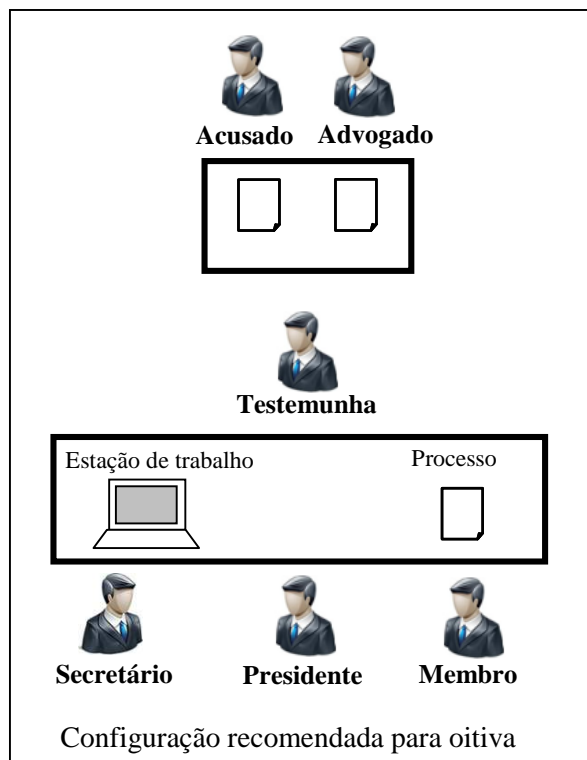 Acusado Advogado
Testemunha
Estação de trabalho Processo
Secretário Presidente Membro
Configuração recomendada para oitiva